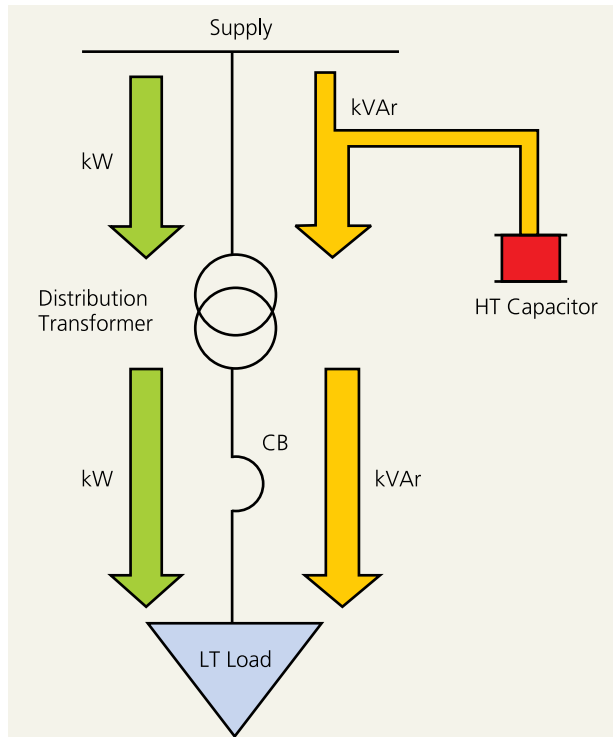 Supply
kVAr
kW
Distribution
Transformer
HT Capacitor
CB
kW
kVAr
LT Load